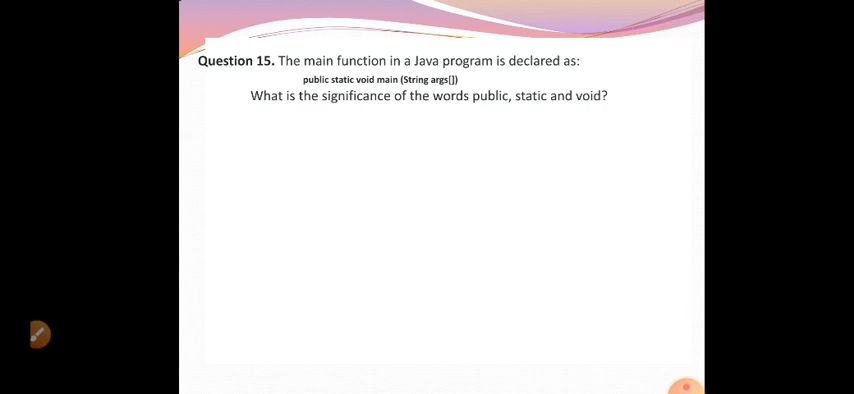 Question 15. The main function in a Java program is declared as:
public static void main (String args[])
What is the significance of the words public, static and void?